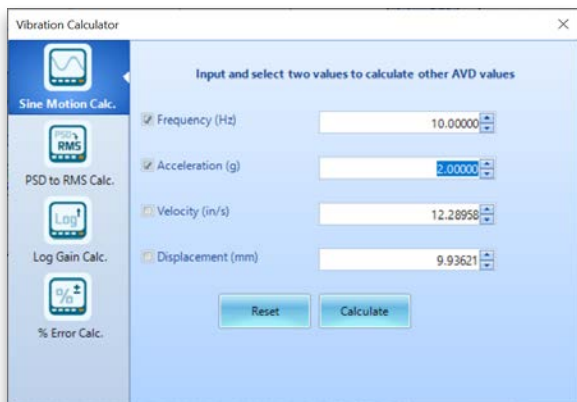 Vibration Calculator
Input and select two values to calculate other AVD values
Sine Motion Calc.
Frequency (Hz) 10.00000
PSD
RMS
PSD to RMS Calc.
Acceleration (g) 2.00000
Log
Log Gain Calc.
Velocity (in/s) 12.28958
Displacement (mm) 9.93621
%±
% Error Calc.
Reset Calculate